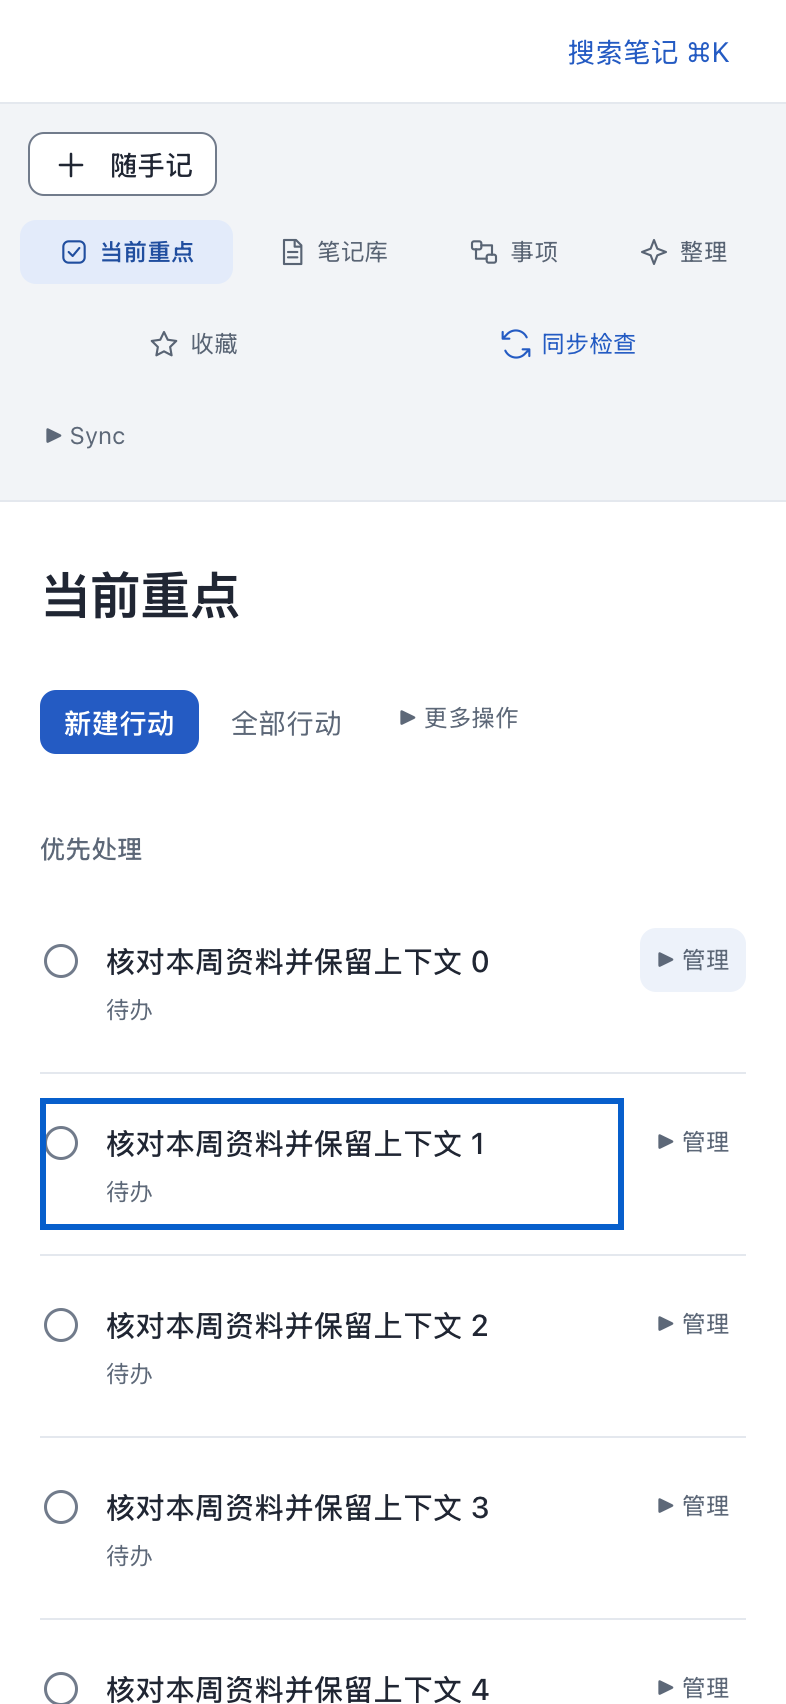 搜索笔记 ⌘K
随手记
当前重点 笔记库 事项 整理
收藏 同步检查
Sync
当前重点
新建行动 全部行动 更多操作
优先处理
核对本周资料并保留上下文 0 管理
待办
核对本周资料并保留上下文 1 管理
待办
核对本周资料并保留上下文 2 管理
待办
核对本周资料并保留上下文 3 管理
待办
核对本周资料并保留上下文 4 管理